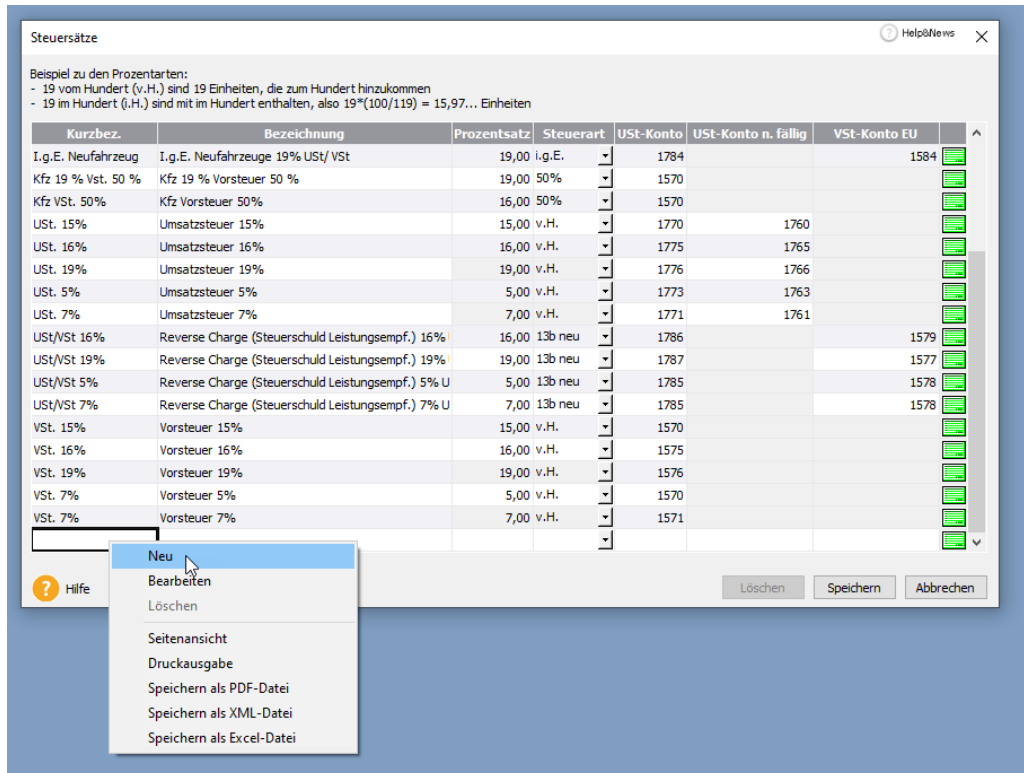 Steuersätze
Help&News
Beispiel zu den Prozentarten:
- 19 vom Hundert (v.H.) sind 19 Einheiten, die zum Hundert hinzukommen
- 19 im Hundert (i.H.) sind mit im Hundert enthalten, also 19*(100/119) = 15,97... Einheiten
Kurzbez. Bezeichnung Prozentsatz Steuerart USt-Konto USt-Konto n. fällig VSt-Konto EU
I.g.E. Neufahrzeug I.g.E. Neufahrzeuge 19% USt/ VSt 19,00 i.g.E. 1784 1584
Kfz 19 % Vst. 50 % Kfz 19 % Vorsteuer 50 % 19,00 50% 1570
Kfz VSt. 50% Kfz Vorsteuer 50% 16,00 50% 1570
USt. 15% Umsatzsteuer 15% 15,00 v.H. 1770 1760
USt. 16% Umsatzsteuer 16% 16,00 v.H. 1775 1765
USt. 19% Umsatzsteuer 19% 19,00 v.H. 1776 1766
USt. 5% Umsatzsteuer 5% 5,00 v.H. 1773 1763
USt. 7% Umsatzsteuer 7% 7,00 v.H. 1771 1761
USt/VSt 16% Reverse Charge (Steuerschuld Leistungsempf.) 16% 16,00 13b neu 1786 1579
USt/VSt 19% Reverse Charge (Steuerschuld Leistungsempf.) 19% 19,00 13b neu 1787 1577
USt/VSt 5% Reverse Charge (Steuerschuld Leistungsempf.) 5% U 5,00 13b neu 1785 1578
USt/VSt 7% Reverse Charge (Steuerschuld Leistungsempf.) 7% U 7,00 13b neu 1785 1578
VSt. 15% Vorsteuer 15% 15,00 v.H. 1570
VSt. 16% Vorsteuer 16% 16,00 v.H. 1575
VSt. 19% Vorsteuer 19% 19,00 v.H. 1576
VSt. 7% Vorsteuer 5% 5,00 v.H. 1570
VSt. 7% Vorsteuer 7% 7,00 v.H. 1571
Neu
Bearbeiten
Löschen
Seitenansicht
Druckausgabe
Speichern als PDF-Datei
Speichern als XML-Datei
Speichern als Excel-Datei
? Hilfe
Löschen Speichern Abbrechen